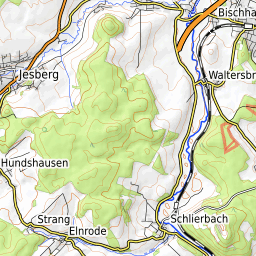 Bischha
Jesberg
Waltersbr
Hundshausen
Strang
Schlierbach
Elnrode